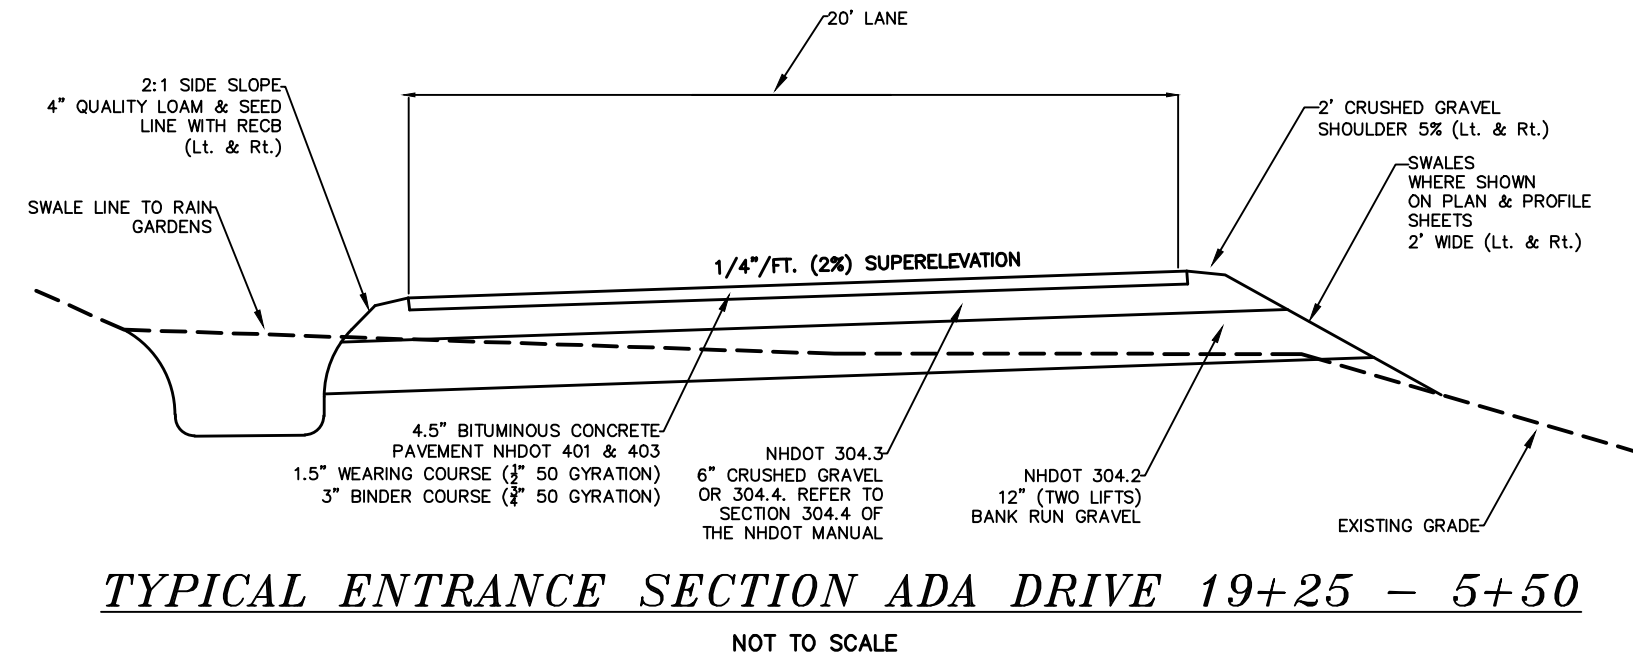 20' LANE
2:1 SIDE SLOPE
4" QUALITY LOAM & SEED
LINE WITH RECB
(Lt. & Rt.)
2' CRUSHED GRAVEL
SHOULDER 5% (Lt. & Rt.)
SWALES
WHERE SHOWN
ON PLAN & PROFILE
SHEETS
2' WIDE (Lt. & Rt.)
SWALE LINE TO RAIN
GARDENS
1/4"/FT. (2%) SUPERELEVATION
4.5" BITUMINOUS CONCRETE
PAVEMENT NHDOT 401 & 403
1.5" WEARING COURSE (½" 50 GYRATION)
3" BINDER COURSE (¾" 50 GYRATION)
NHDOT 304.3
6" CRUSHED GRAVEL
OR 304.4. REFER TO
SECTION 304.4 OF
THE NHDOT MANUAL
NHDOT 304.2
12" (TWO LIFTS)
BANK RUN GRAVEL
EXISTING GRADE
TYPICAL ENTRANCE SECTION ADA DRIVE 19+25 - 5+50
NOT TO SCALE